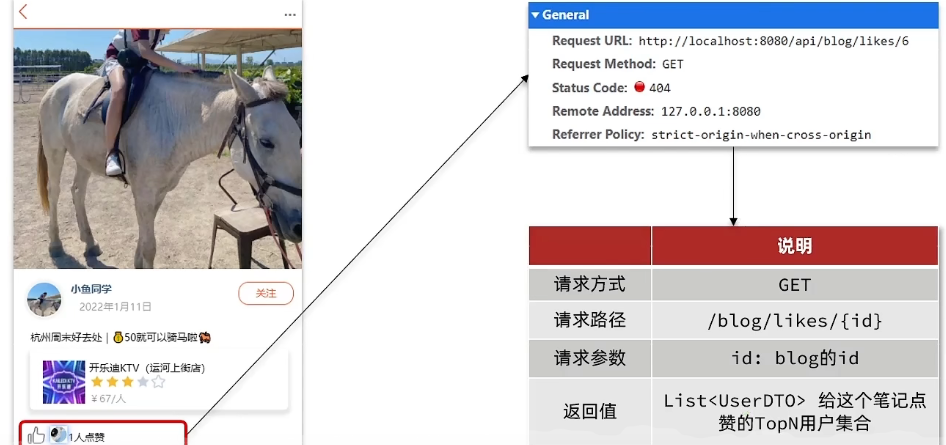 小鱼同学
2022年1月11日
关注
杭州周末好去处 | 💰50就可以骑马啦🐎
开乐迪KTV（运河上街店）
￥67/人
1人点赞
General
Request URL: http://localhost:8080/api/blog/likes/6
Request Method: GET
Status Code: 404
Remote Address: 127.0.0.1:8080
Referrer Policy: strict-origin-when-cross-origin
说明
请求方式 GET
请求路径 /blog/likes/{id}
请求参数 id: blog的id
返回值 List<UserDTO> 给这个笔记点
赞的TopN用户集合